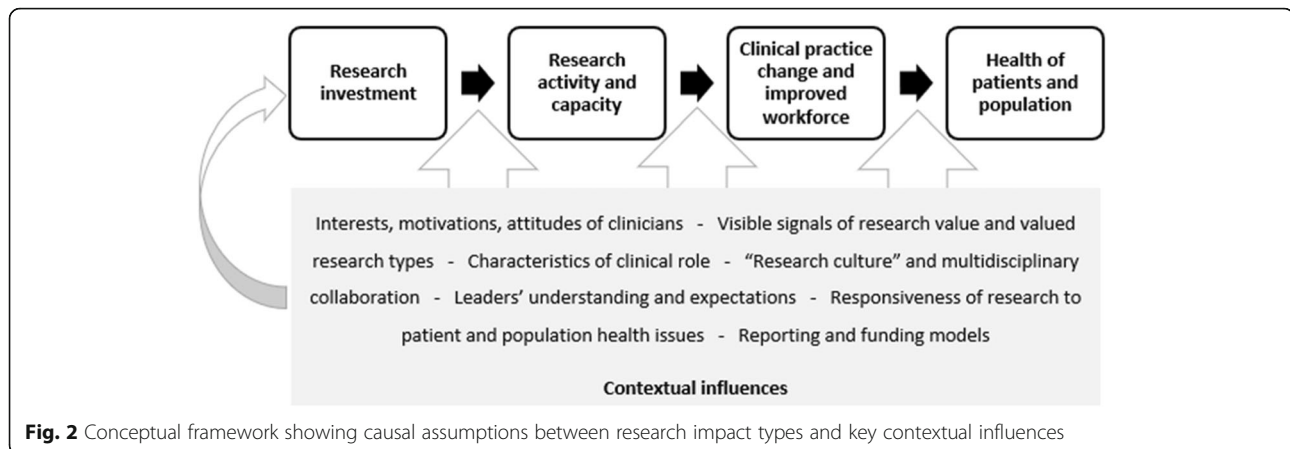 Research
investment
Research
activity and
capacity
Clinical practice
change and
improved
workforce
Health of
patients and
population
Interests, motivations, attitudes of clinicians - Visible signals of research value and valued
research types - Characteristics of clinical role - “Research culture” and multidisciplinary
collaboration - Leaders’ understanding and expectations - Responsiveness of research to
patient and population health issues - Reporting and funding models
Contextual influences
Fig. 2 Conceptual framework showing causal assumptions between research impact types and key contextual influences